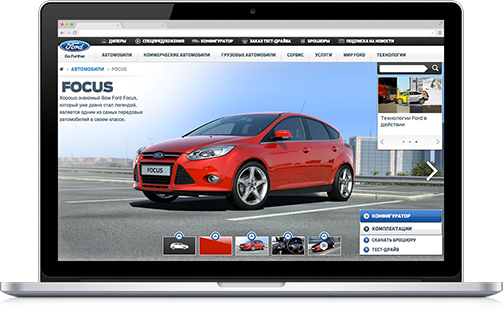 ДИЛЕРЫ СПЕЦПРЕДЛОЖЕНИЯ КОНФИГУРАТОР ЗАКАЗ ТЕСТ-ДРАЙВА БРОШЮРЫ ПОДПИСКА НА НОВОСТИ
Ford
Go Further
АВТОМОБИЛИ КОММЕРЧЕСКИЕ АВТОМОБИЛИ ГРУЗОВЫЕ АВТОМОБИЛИ СЕРВИС УСЛУГИ МИР FORD ТЕХНОЛОГИИ
АВТОМОБИЛИ FOCUS
FOCUS
Хорошо знакомый Вам Ford Focus,
который уже давно стал легендой,
является одним из самых передовых
автомобилей в своем классе.
Технологии Ford в
действии
FOCUS
КОНФИГУРАТОР
КОМПЛЕКТАЦИИ
СКАЧАТЬ БРОШЮРУ
ТЕСТ-ДРАЙВ